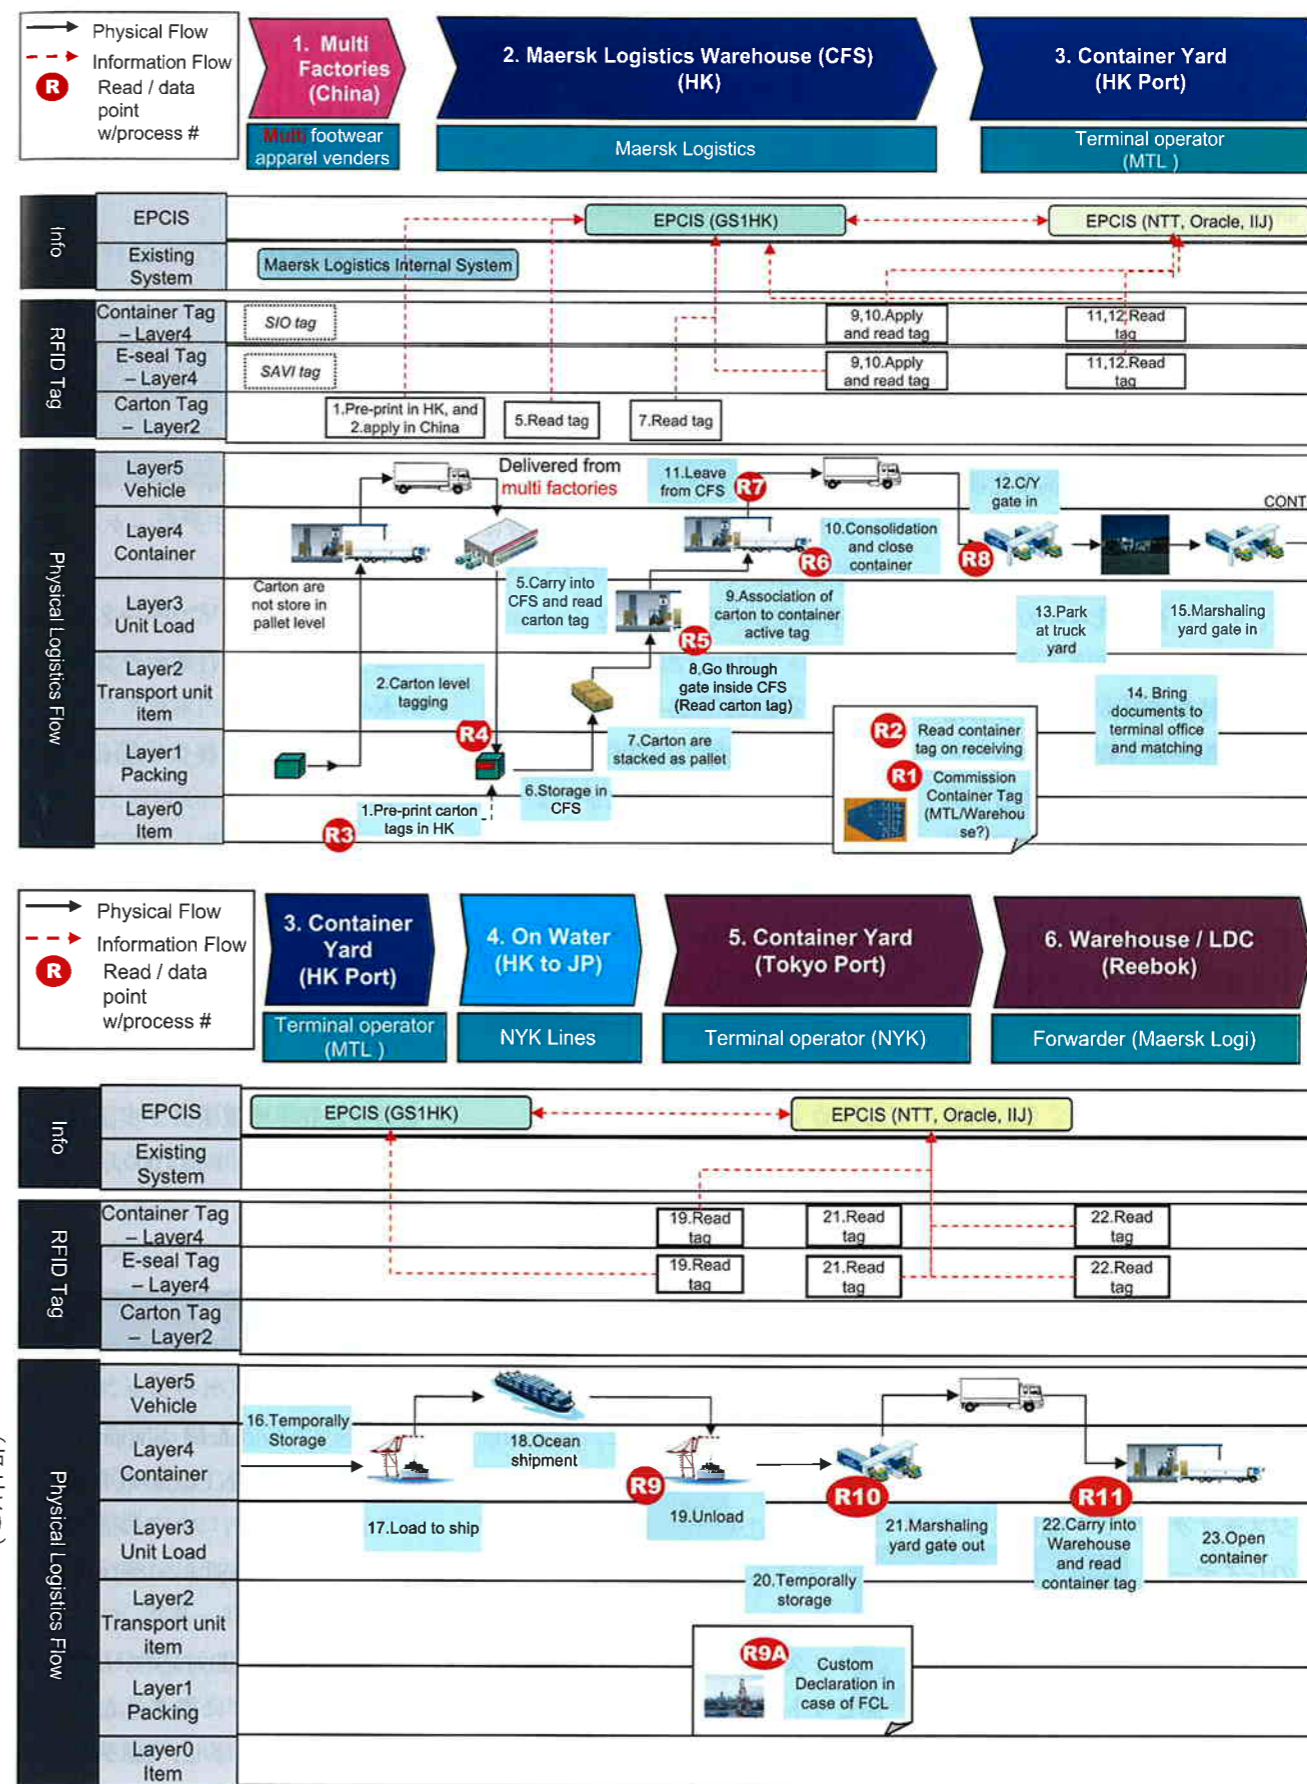 Physical Flow
Information Flow
R
Read / data
point
w/process #
1. Multi
Factories
(China)
Multi footwear
apparel venders
2. Maersk Logistics Warehouse (CFS)
(HK)
Maersk Logistics
3. Container Yard
(HK Port)
Terminal operator
(MTL )
Info
EPCIS
EPCIS (GS1HK)
EPCIS (NTT, Oracle, IIJ)
Existing
System
Maersk Logistics Internal System
RFID Tag
Container Tag
– Layer4
SIO tag
9,10.Apply
and read tag
11,12.Read
tag
E-seal Tag
– Layer4
SAVI tag
9,10.Apply
and read tag
11,12.Read
tag
Carton Tag
– Layer2
1.Pre-print in HK, and
2.apply in China
5.Read tag
7.Read tag
Physical Logistics Flow
Layer5
Vehicle
Delivered from
multi factories
11.Leave
from CFS
R7
12.C/Y
gate in
CONT
Layer4
Container
10.Consolidation
and close
container
R6
R8
Carton are
not store in
pallet level
5.Carry into
CFS and read
carton tag
9.Association of
carton to container
active tag
Layer3
Unit Load
R5
13.Park
at truck
yard
15.Marshaling
yard gate in
Layer2
Transport unit
item
2.Carton level
tagging
8.Go through
gate inside CFS
(Read carton tag)
14. Bring
documents to
terminal office
and matching
R4
7.Carton are
stacked as pallet
R2
Read container
tag on receiving
Layer1
Packing
6.Storage in
CFS
R1
Commission
Container Tag
(MTL/Warehou
se?)
Layer0
Item
R3
1.Pre-print carton
tags in HK
Physical Flow
Information Flow
R
Read / data
point
w/process #
3. Container
Yard
(HK Port)
Terminal operator
(MTL )
4. On Water
(HK to JP)
NYK Lines
5. Container Yard
(Tokyo Port)
Terminal operator (NYK)
6. Warehouse / LDC
(Reebok)
Forwarder (Maersk Logi)
Info
EPCIS
EPCIS (GS1HK)
EPCIS (NTT, Oracle, IIJ)
Existing
System
RFID Tag
Container Tag
– Layer4
19.Read
tag
21.Read
tag
22.Read
tag
E-seal Tag
– Layer4
19.Read
tag
21.Read
tag
22.Read
tag
Carton Tag
– Layer2
Physical Logistics Flow
Layer5
Vehicle
16.Temporally
Storage
18.Ocean
shipment
Layer4
Container
R9
R10
R11
17.Load to ship
19.Unload
21.Marshaling
yard gate out
22.Carry into
Warehouse
and read
container tag
23.Open
container
Layer3
Unit Load
20.Temporally
storage
Layer2
Transport unit
item
R9A
Custom
Declaration in
case of FCL
Layer1
Packing
Layer0
Item